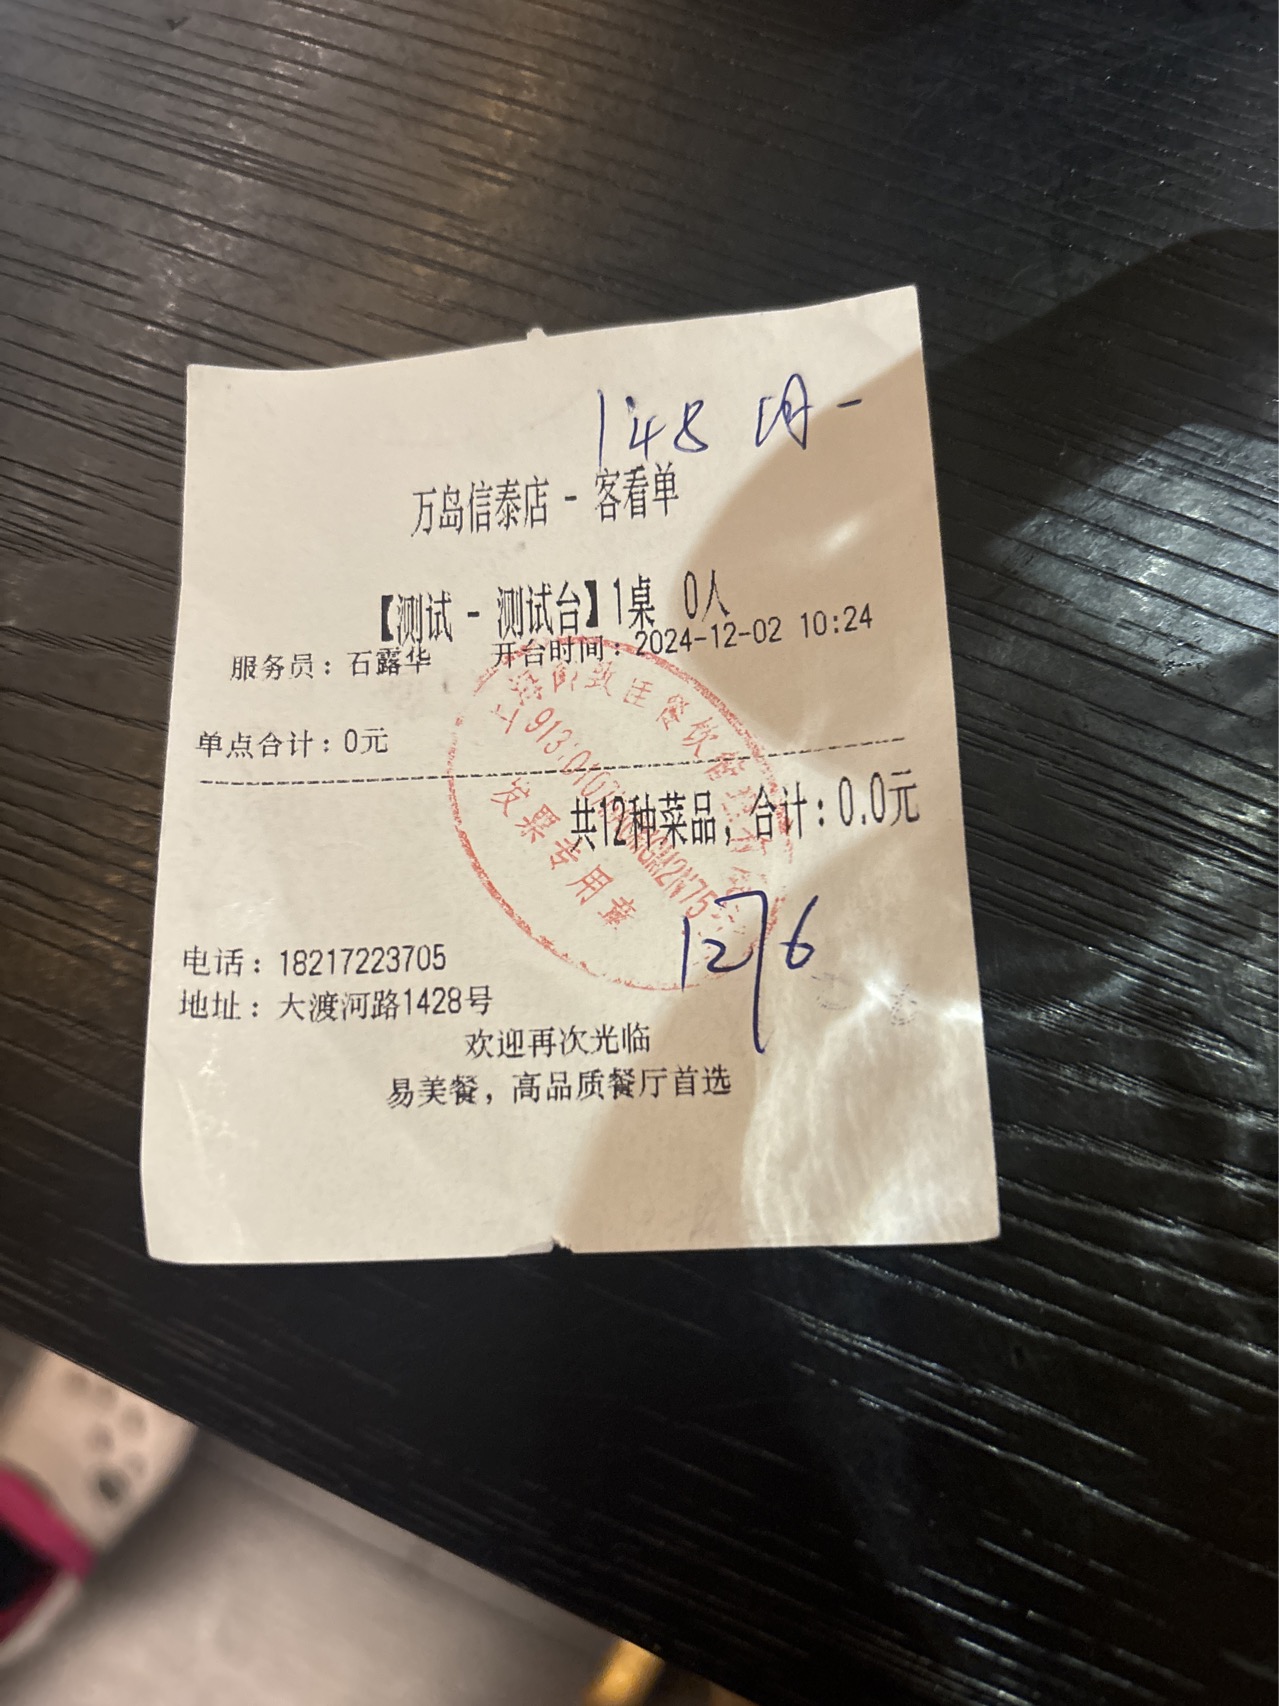 148
万岛信泰店 - 客看单
【测试 - 测试台】1桌 0人
服务员：石露华 开台时间：2024-12-02 10:24
单点合计：0元
共12种菜品，合计：0.0元
发票专用章
电话：18217223705
地址：大渡河路1428号
欢迎再次光临
易美餐，高品质餐厅首选